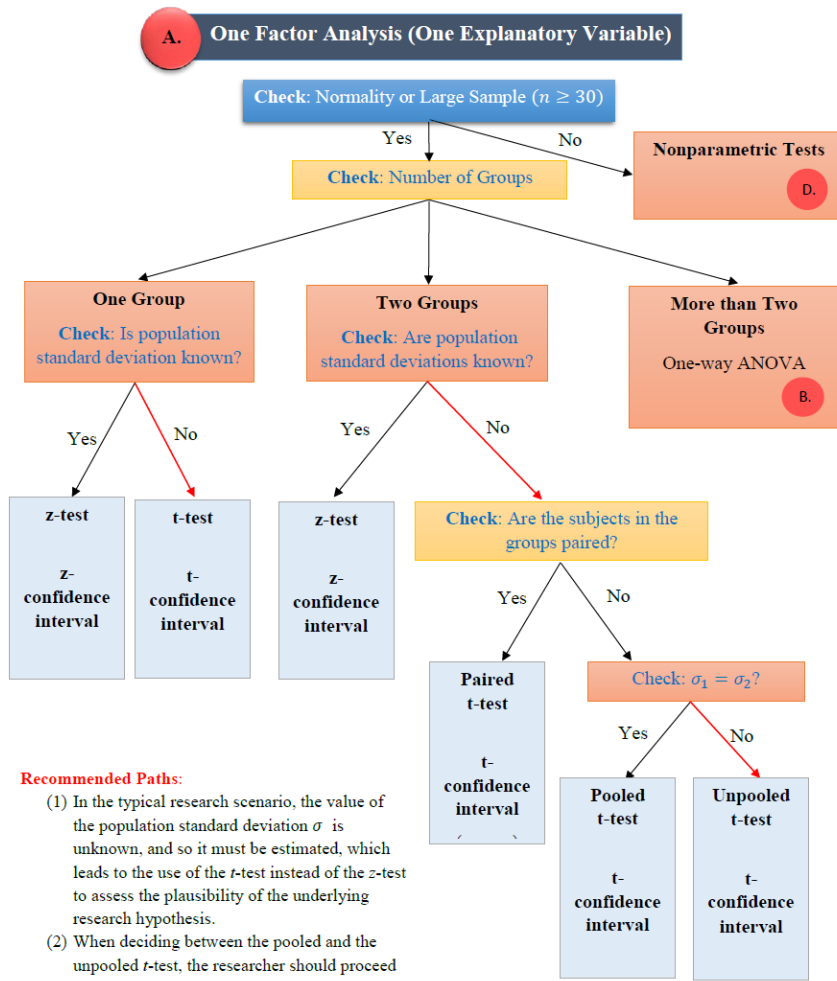 A.
One Factor Analysis (One Explanatory Variable)
Check: Normality or Large Sample (n ≥ 30)
Yes
No
Nonparametric Tests
D.
Check: Number of Groups
One Group
Check: Is population
standard deviation known?
Two Groups
Check: Are population
standard deviations known?
More than Two
Groups
One-way ANOVA
B.
Yes
No
Yes
No
z-test
z-
confidence
interval
t-test
t-
confidence
interval
z-test
z-
confidence
interval
Check: Are the subjects in the
groups paired?
Yes
No
Paired
t-test
t-
confidence
interval
Check: σ₁ = σ₂?
Yes
No
Pooled
t-test
t-
confidence
interval
Unpooled
t-test
t-
confidence
interval
Recommended Paths:
(1) In the typical research scenario, the value of
the population standard deviation σ is
unknown, and so it must be estimated, which
leads to the use of the t-test instead of the z-test
to assess the plausibility of the underlying
research hypothesis.
(2) When deciding between the pooled and the
unpooled t-test, the researcher should proceed